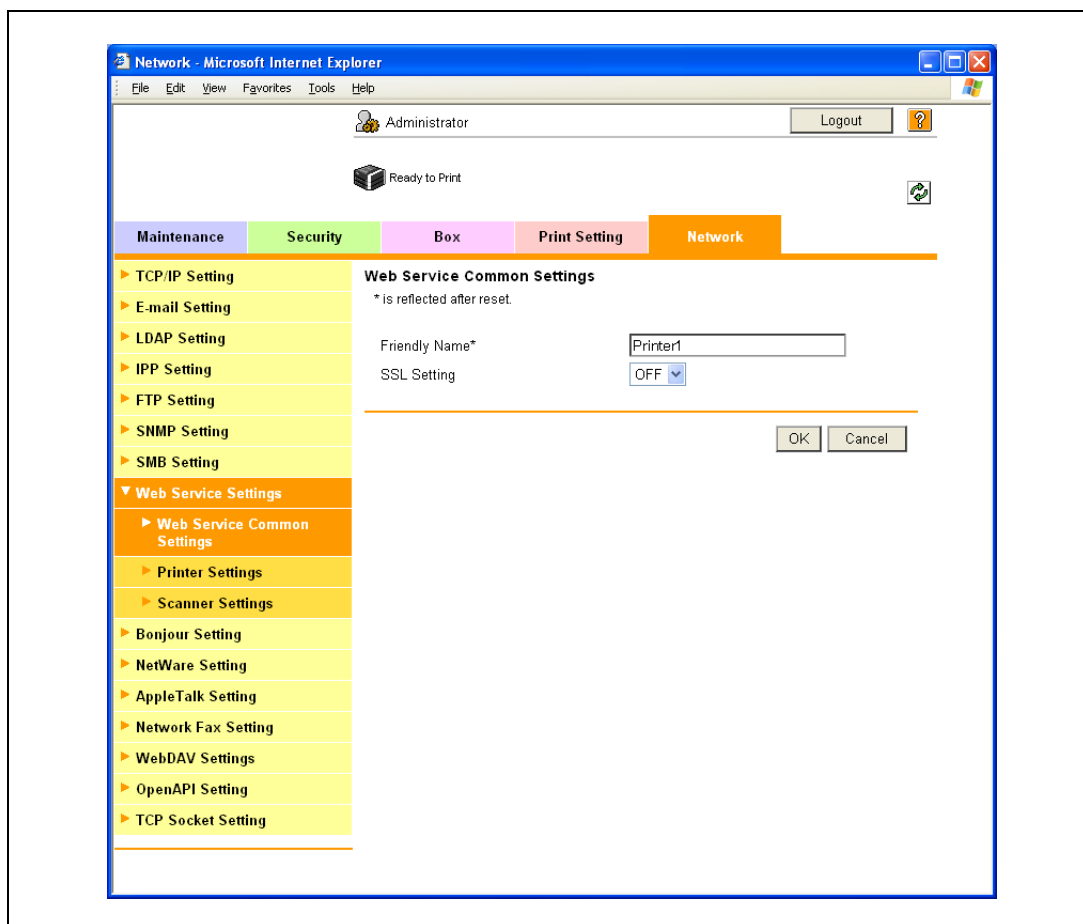 Network - Microsoft Internet Explorer
File Edit View Favorites Tools Help
Administrator
Logout
?
Ready to Print
Maintenance Security Box Print Setting Network
TCP/IP Setting
E-mail Setting
LDAP Setting
IPP Setting
FTP Setting
SNMP Setting
SMB Setting
Web Service Settings
Web Service Common
Settings
Printer Settings
Scanner Settings
Bonjour Setting
NetWare Setting
AppleTalk Setting
Network Fax Setting
WebDAV Settings
OpenAPI Setting
TCP Socket Setting
Web Service Common Settings
* is reflected after reset.
Friendly Name* Printer1
SSL Setting OFF
OK Cancel